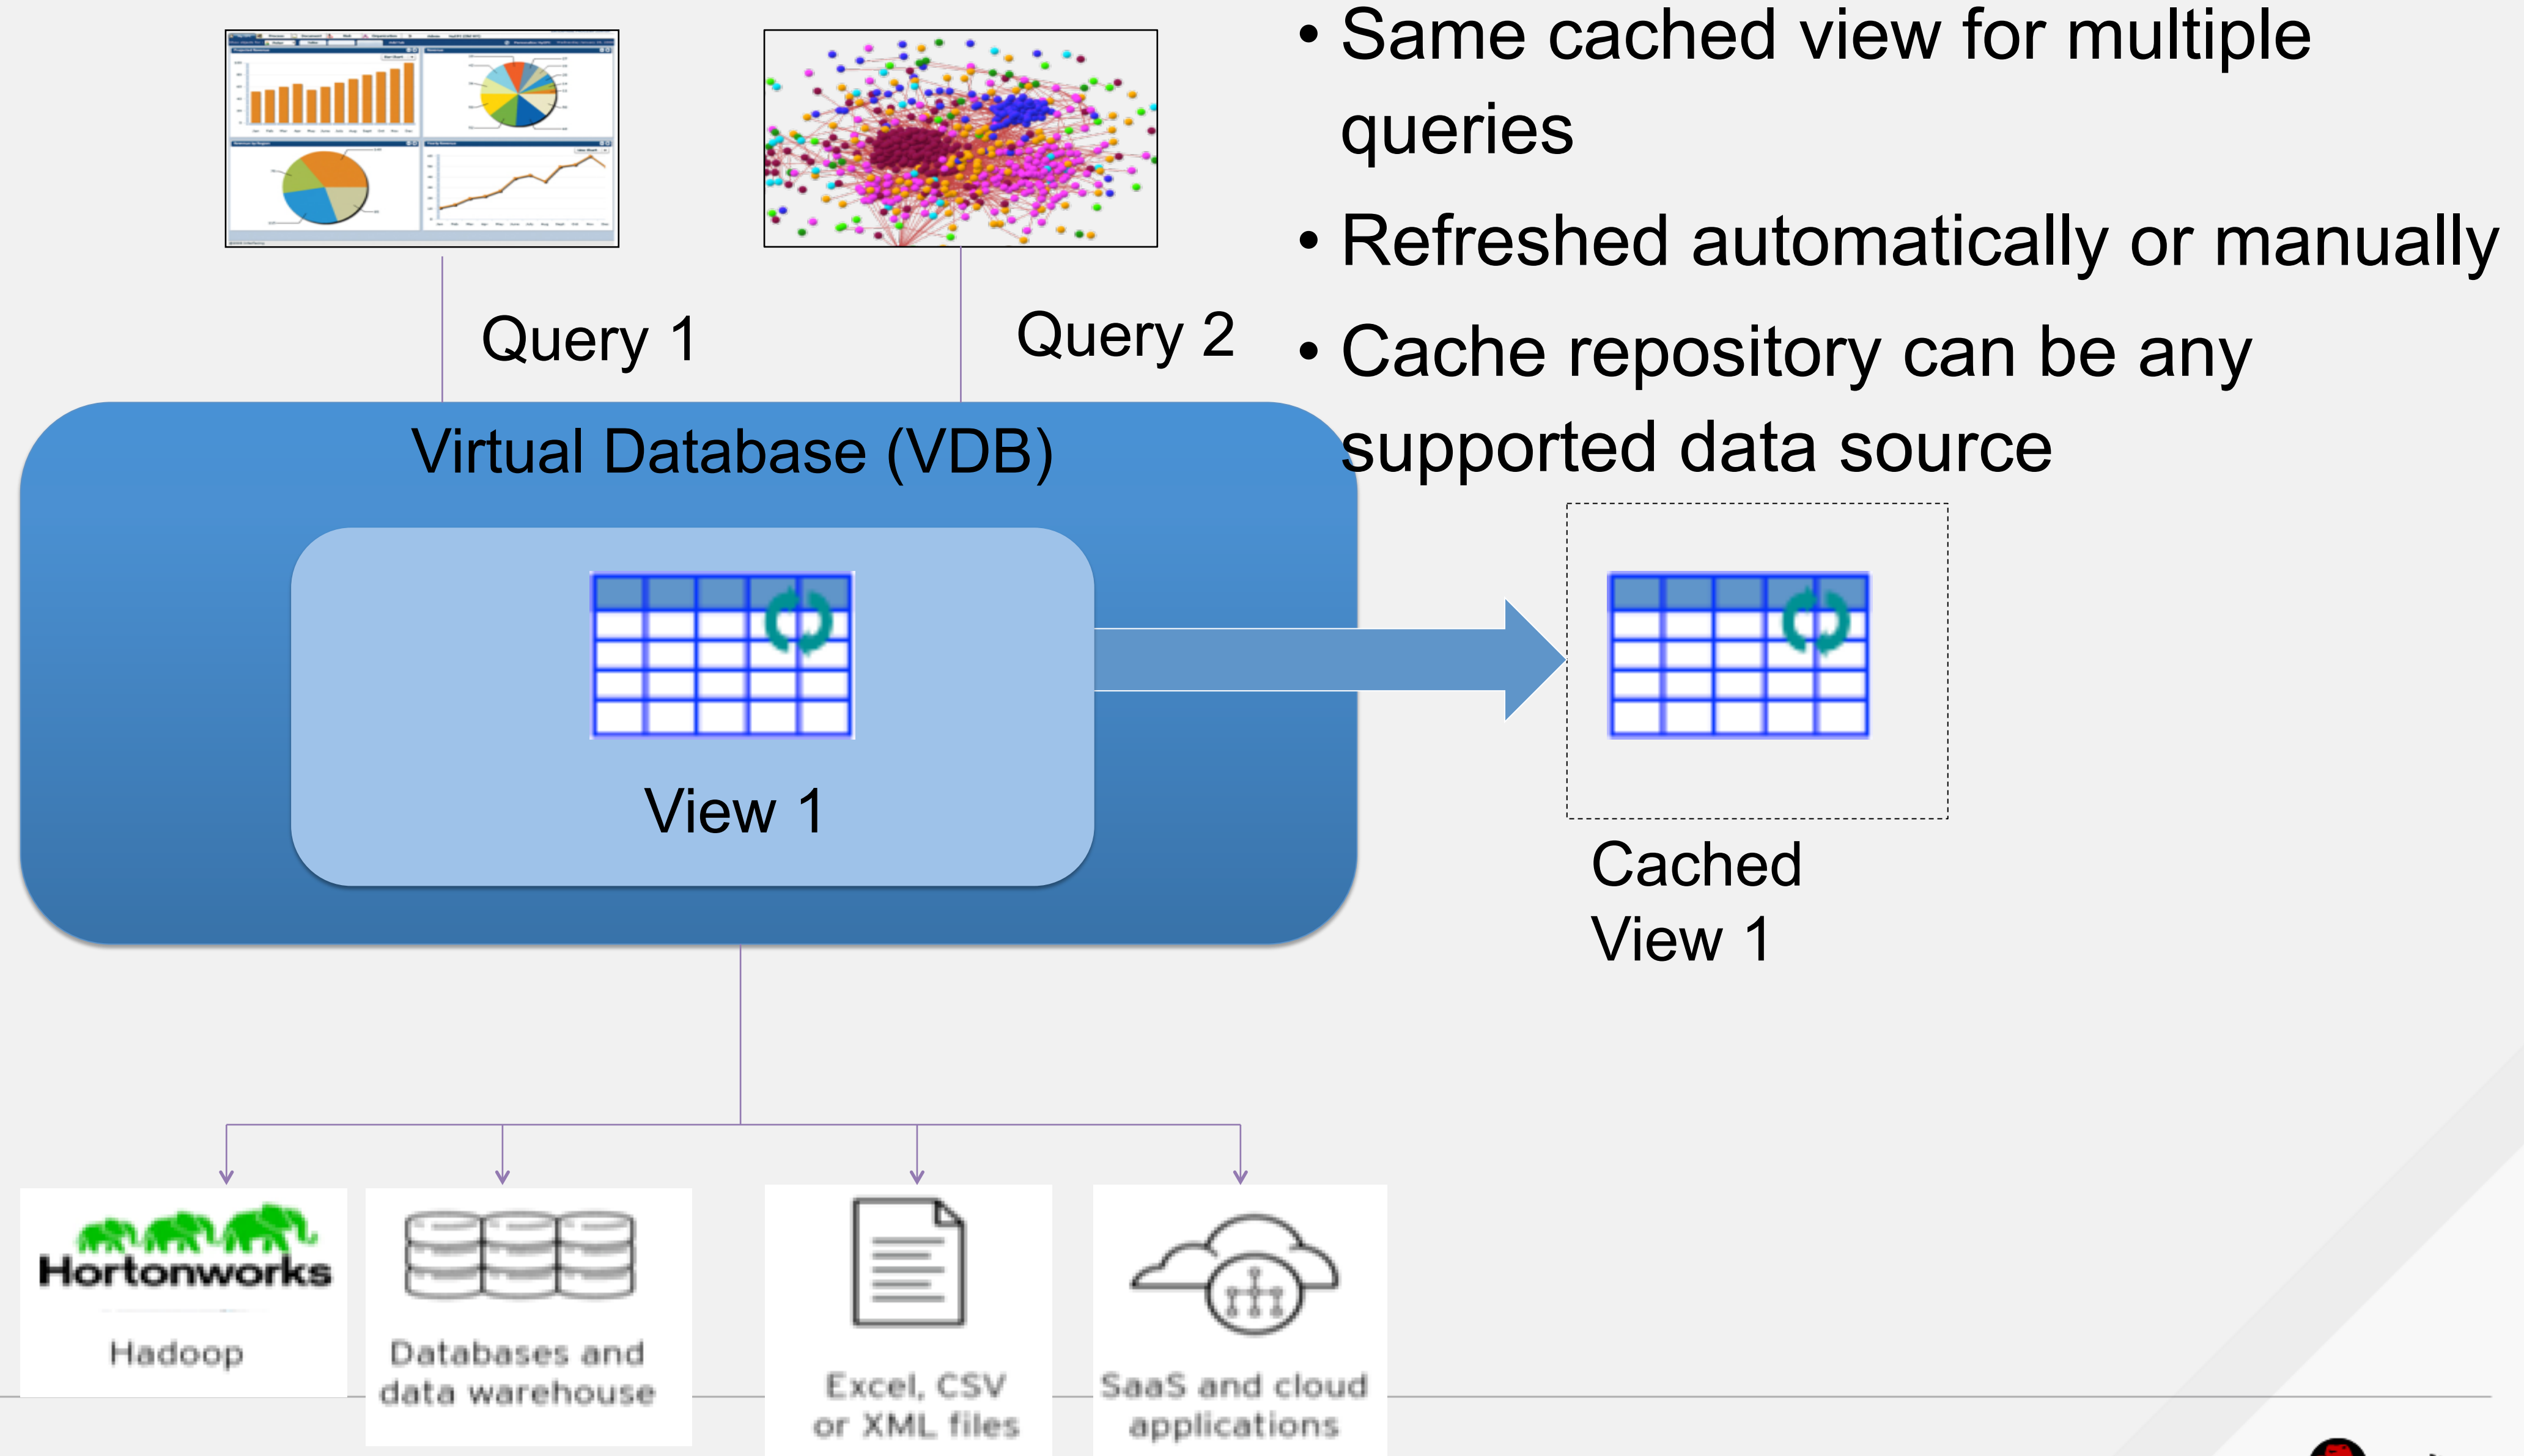 • Same cached view for multiple
queries
• Refreshed automatically or manually
• Cache repository can be any
supported data source
Query 1
Query 2
Virtual Database (VDB)
View 1
Cached
View 1
Hortonworks
Hadoop
Databases and
data warehouse
Excel, CSV
or XML files
SaaS and cloud
applications